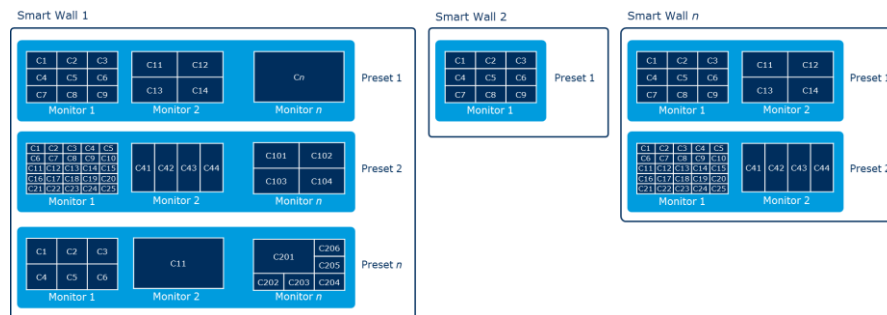 Smart Wall 1
C1 C2 C3
C4 C5 C6
C7 C8 C9
Monitor 1
C11 C12
C13 C14
Monitor 2
Cn
Monitor n
Preset 1
C1 C2 C3 C4 C5
C6 C7 C8 C9 C10
C11 C12 C13 C14 C15
C16 C17 C18 C19 C20
C21 C22 C23 C24 C25
Monitor 1
C41 C42 C43 C44
Monitor 2
C101 C102
C103 C104
Monitor n
Preset 2
C1 C2 C3
C4 C5 C6
Monitor 1
C11
Monitor 2
C201 C206
C205
C202 C203 C204
Monitor n
Preset n
Smart Wall 2
C1 C2 C3
C4 C5 C6
C7 C8 C9
Monitor 1
Preset 1
Smart Wall n
C1 C2 C3
C4 C5 C6
C7 C8 C9
Monitor 1
C11 C12
C13 C14
Monitor 2
Preset 1
C1 C2 C3 C4 C5
C6 C7 C8 C9 C10
C11 C12 C13 C14 C15
C16 C17 C18 C19 C20
C21 C22 C23 C24 C25
Monitor 1
C41 C42 C43 C44
Monitor 2
Preset 2